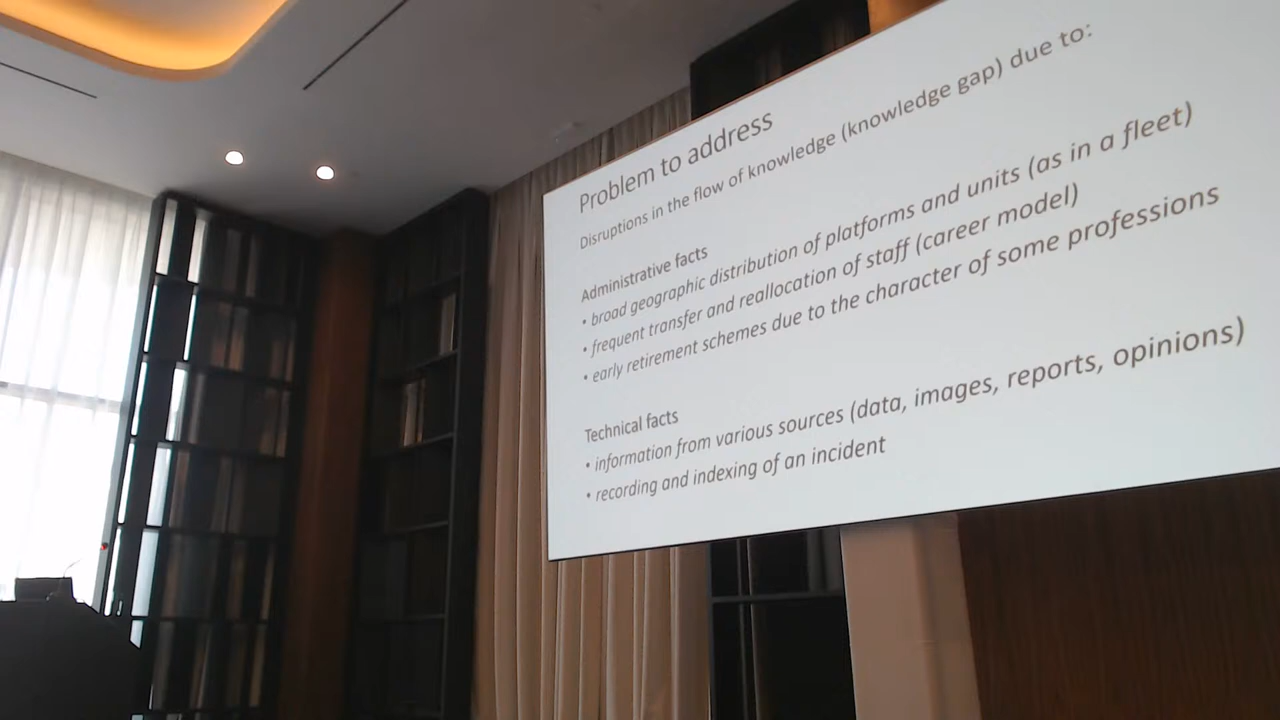 Problem to address
Disruptions in the flow of knowledge (knowledge gap) due to:
Administrative facts
• broad geographic distribution of platforms and units (as in a fleet)
• frequent transfer and reallocation of staff (career model)
• early retirement schemes due to the character of some professions
Technical facts
• information from various sources (data, images, reports, opinions)
• recording and indexing of an incident